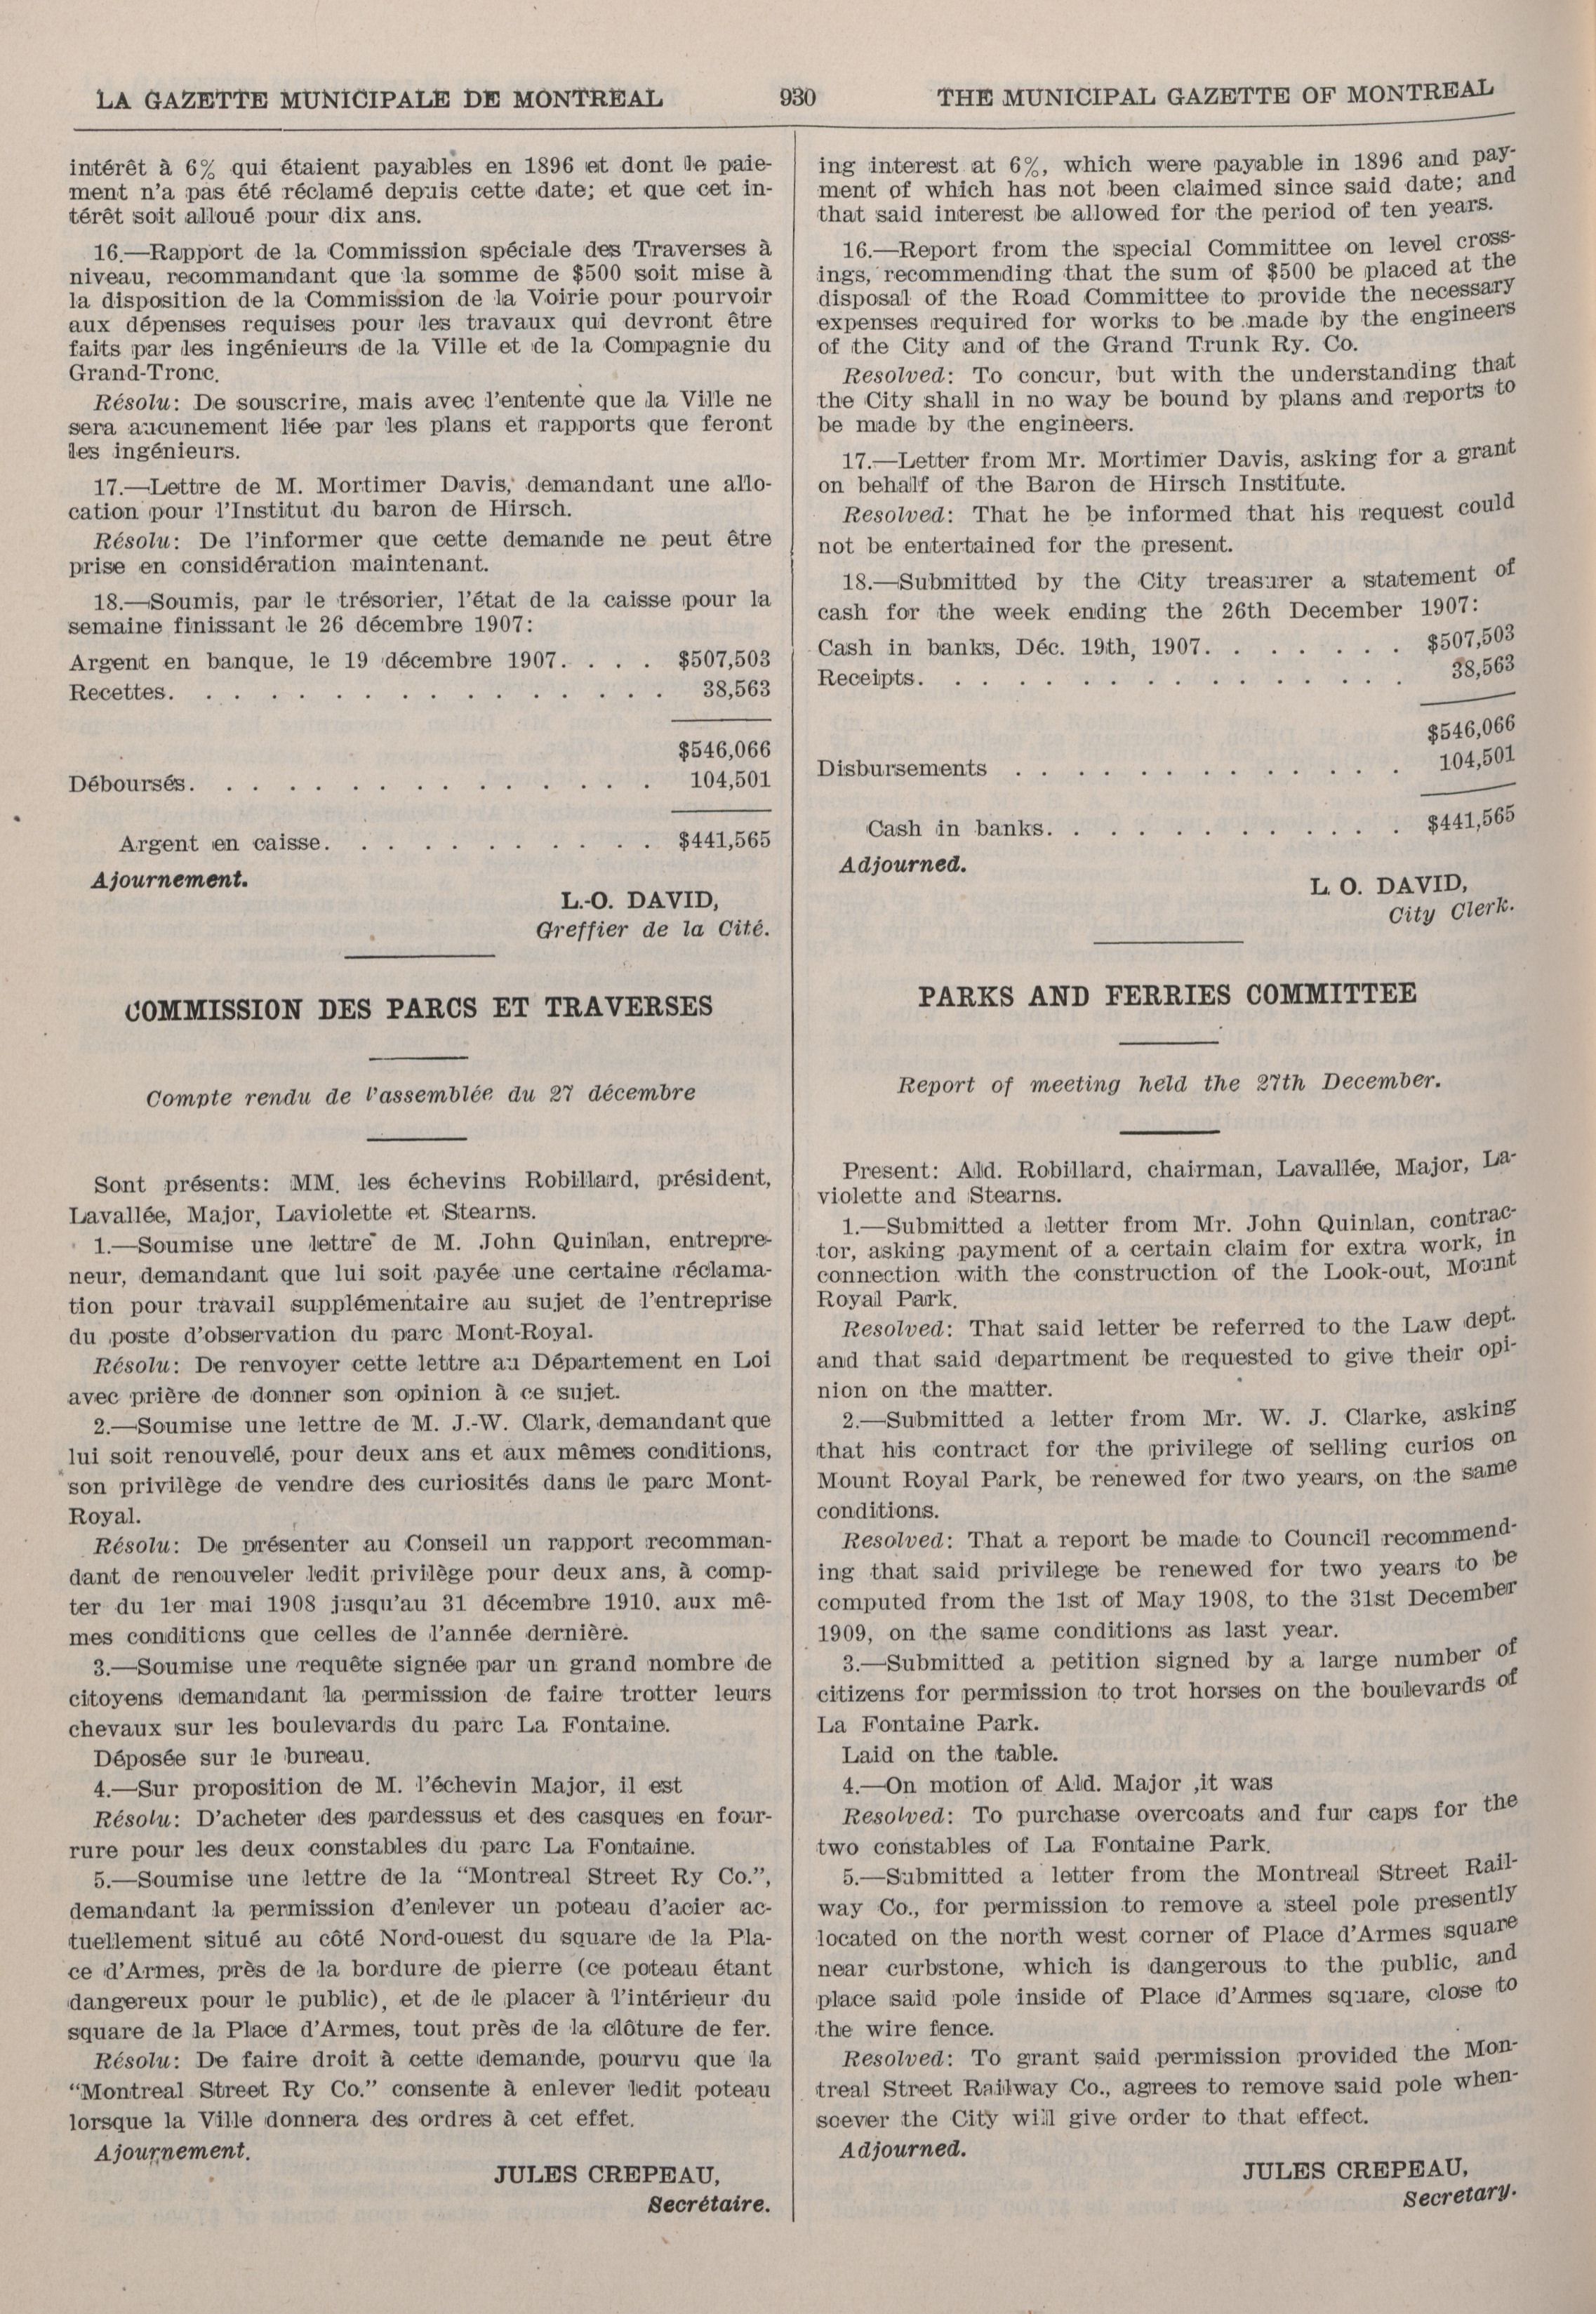 LA GAZETTE MUNICIPALE DE MONTREAL 930 THE MUNICIPAL GAZETTE OF MONTREAL
intérêt à 6% qui étaient payables en 1896 et dont le paie-
ment n'a pas été réclamé depuis cette date; et que cet in-
térêt soit alloué pour dix ans.
16.—Rapport de la Commission spéciale des Traverses à
niveau, recommandant que la somme de $500 soit mise à
la disposition de la Commission de la Voirie pour pourvoir
aux dépenses requises pour les travaux qui devront être
faits par les ingénieurs de la Ville et de la Compagnie du
Grand-Tronc.
Résolu: De souscrire, mais avec l'entente que la Ville ne
sera aucunement liée par les plans et rapports que feront
les ingénieurs.
17.—Lettre de M. Mortimer Davis, demandant une allo-
cation pour l'Institut du baron de Hirsch.
Résolu: De l'informer que cette demande ne peut être
prise en considération maintenant.
18.—Soumis, par le trésorier, l'état de la caisse pour la
semaine finissant le 26 décembre 1907:
Argent en banque, le 19 décembre 1907. . . . $507,503
Recettes. . . . . . . . . . . . . . . . 38,563
$546,066
Déboursés. . . . . . . . . . . . . . . 104,501
Argent en caisse. . . . . . . . . . . $441,565
Ajournement.
L.-O. DAVID,
Greffier de la Cité.
COMMISSION DES PARCS ET TRAVERSES
Compte rendu de l'assemblée du 27 décembre
Sont présents: MM. les échevins Robillard, président,
Lavallée, Major, Laviolette et Stearns.
1.—Soumise une lettre de M. John Quinlan, entrepre-
neur, demandant que lui soit payée une certaine réclama-
tion pour travail supplémentaire au sujet de l'entreprise
du poste d'observation du parc Mont-Royal.
Résolu: De renvoyer cette lettre au Département en Loi
avec prière de donner son opinion à ce sujet.
2.—Soumise une lettre de M. J.-W. Clark, demandant que
lui soit renouvellé, pour deux ans et aux mêmes conditions,
son privilège de vendre des curiosités dans le parc Mont-
Royal.
Résolu: De présenter au Conseil un rapport recomman-
dant de renouveler ledit privilège pour deux ans, à comp-
ter du 1er mai 1908 jusqu'au 31 décembre 1910. aux mê-
mes conditions que celles de l'année dernière.
3.—Soumise une requête signée par un grand nombre de
citoyens demandant la permission de faire trotter leurs
chevaux sur les boulevards du parc La Fontaine.
Déposée sur le bureau.
4.—Sur proposition de M. l'échevin Major, il est
Résolu: D'acheter des pardessus et des casques en four-
rure pour les deux constables du parc La Fontaine.
5.—Soumise une lettre de la "Montreal Street Ry Co.",
demandant la permission d'enlever un poteau d'acier ac-
tuellement situé au côté Nord-ouest du square de la Pla-
ce d'Armes, près de la bordure de pierre (ce poteau étant
dangereux pour le public), et de le placer à l'intérieur du
square de la Place d'Armes, tout près de la clôture de fer.
Résolu: De faire droit à cette demande, pourvu que la
"Montreal Street Ry Co." consente à enlever ledit poteau
lorsque la Ville donnera des ordres à cet effet.
Ajournement.
JULES CREPEAU,
Secrétaire.
ing interest at 6%, which were payable in 1896 and pay-
ment of which has not been claimed since said date; and
that said interest be allowed for the period of ten years.
16.—Report from the special Committee on level cross-
ings, recommending that the sum of $500 be placed at the
disposal of the Road Committee to provide the necessary
expenses required for works to be made by the engineers
of the City and of the Grand Trunk Ry. Co.
Resolved: To concur, but with the understanding that
the City shall in no way be bound by plans and reports to
be made by the engineers.
17.—Letter from Mr. Mortimer Davis, asking for a grant
on behalf of the Baron de Hirsch Institute.
Resolved: That he be informed that his request could
not be entertained for the present.
18.—Submitted by the City treasurer a statement of
cash for the week ending the 26th December 1907:
Cash in banks, Déc. 19th, 1907. . . . . . . $507,503
Receipts. . . . . . . . . . . . . . . . 38,563
$546,066
Disbursements . . . . . . . . . . . . . 104,501
Cash in banks. . . . . . . . . . . . $441,565
Adjourned.
L. O. DAVID,
City Clerk.
PARKS AND FERRIES COMMITTEE
Report of meeting held the 27th December.
Present: Ald. Robillard, chairman, Lavallée, Major, La-
violette and Stearns.
1.—Submitted a letter from Mr. John Quinlan, contrac-
tor, asking payment of a certain claim for extra work, in
connection with the construction of the Look-out, Mount
Royal Park.
Resolved: That said letter be referred to the Law dept.
and that said department be requested to give their opi-
nion on the matter.
2.—Submitted a letter from Mr. W. J. Clarke, asking
that his contract for the privilege of selling curios on
Mount Royal Park, be renewed for two years, on the same
conditions.
Resolved: That a report be made to Council recommend-
ing that said privilege be renewed for two years to be
computed from the 1st of May 1908, to the 31st December
1909, on the same conditions as last year.
3.—Submitted a petition signed by a large number of
citizens for permission to trot horses on the boulevards of
La Fontaine Park.
Laid on the table.
4.—On motion of Ald. Major ,it was
Resolved: To purchase overcoats and fur caps for the
two constables of La Fontaine Park.
5.—Submitted a letter from the Montreal Street Rail-
way Co., for permission to remove a steel pole presently
located on the north west corner of Place d'Armes square
near curbstone, which is dangerous to the public, and
place said pole inside of Place d'Armes square, close to
the wire fence.
Resolved: To grant said permission provided the Mon-
treal Street Railway Co., agrees to remove said pole when-
soever the City will give order to that effect.
Adjourned.
JULES CREPEAU,
Secretary.